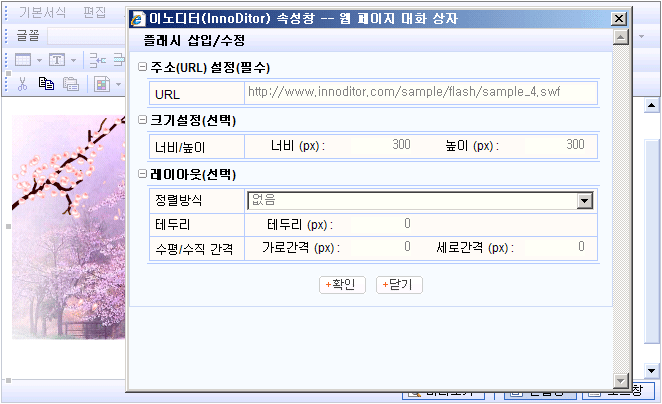 이노디터(InnoDitor) 속성창 -- 웹 페이지 대화 상자
기본서식 편집
글꼴
플래시 삽입/수정
주소(URL) 설정(필수)
URL http://www.innoditor.com/sample/flash/sample_4.swf
크기설정(선택)
너비/높이 너비 (px) : 300 높이 (px) : 300
레이아웃(선택)
정렬방식 없음
테두리 테두리 (px) : 0
수평/수직 간격 가로간격 (px) : 0 세로간격 (px) : 0
+확인 +닫기